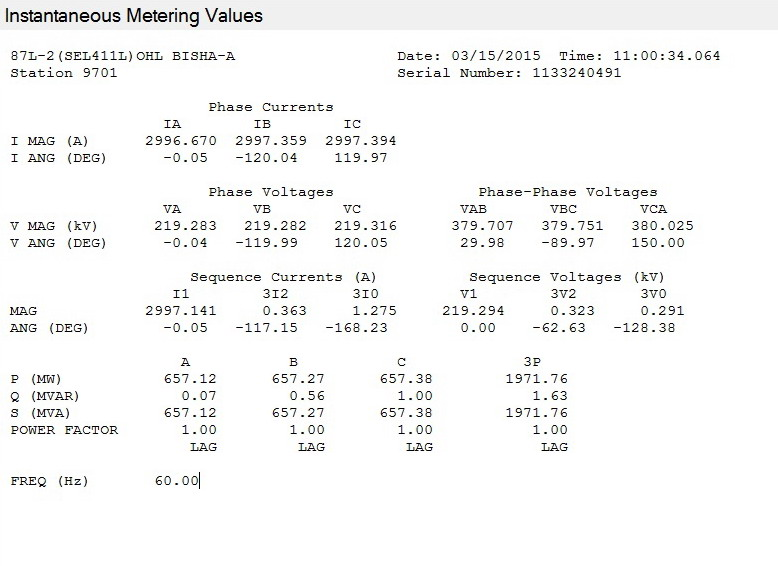 Instantaneous Metering Values
87L-2(SEL411L)OHL BISHA-A Date: 03/15/2015 Time: 11:00:34.064
Station 9701 Serial Number: 1133240491
Phase Currents
IA IB IC
I MAG (A) 2996.670 2997.359 2997.394
I ANG (DEG) -0.05 -120.04 119.97
Phase Voltages Phase-Phase Voltages
VA VB VC VAB VBC VCA
V MAG (kV) 219.283 219.282 219.316 379.707 379.751 380.025
V ANG (DEG) -0.04 -119.99 120.05 29.98 -89.97 150.00
Sequence Currents (A) Sequence Voltages (kV)
I1 3I2 3I0 V1 3V2 3V0
MAG 2997.141 0.363 1.275 219.294 0.323 0.291
ANG (DEG) -0.05 -117.15 -168.23 0.00 -62.63 -128.38
A B C 3P
P (MW) 657.12 657.27 657.38 1971.76
Q (MVAR) 0.07 0.56 1.00 1.63
S (MVA) 657.12 657.27 657.38 1971.76
POWER FACTOR 1.00 1.00 1.00 1.00
LAG LAG LAG LAG
FREQ (Hz) 60.00